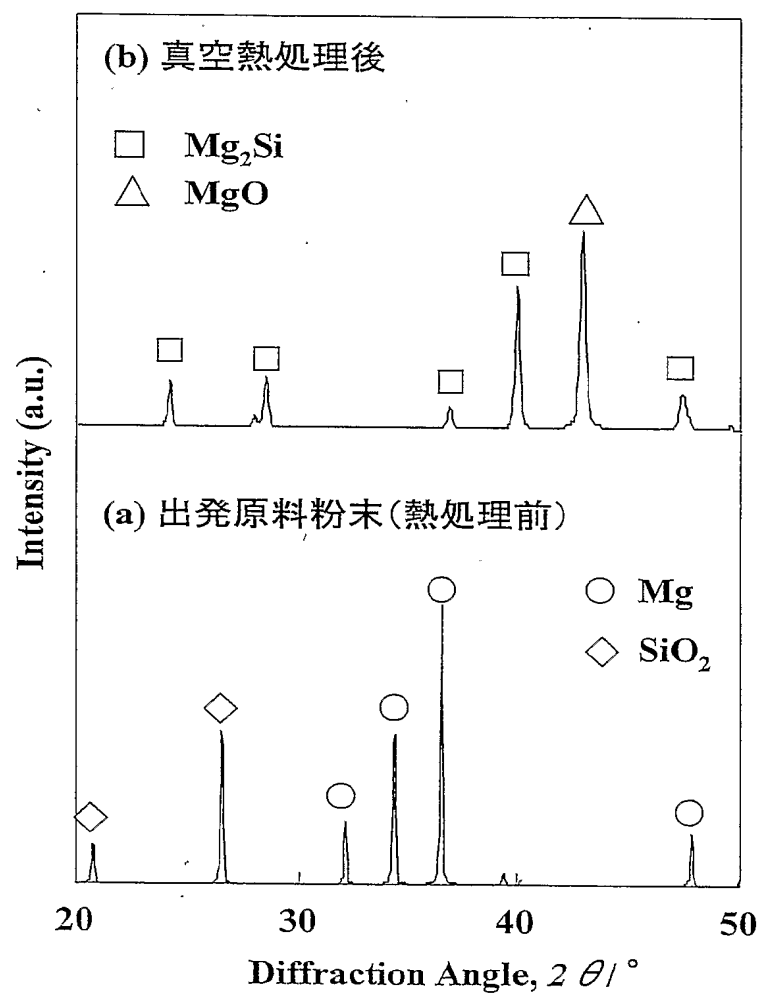 (b) 真空熱処理後
□ Mg₂Si
△ MgO
Intensity (a.u.)
(a) 出発原料粉末(熱処理前)
○ Mg
◇ SiO₂
20 30 40 50
Diffraction Angle, 2θ/°